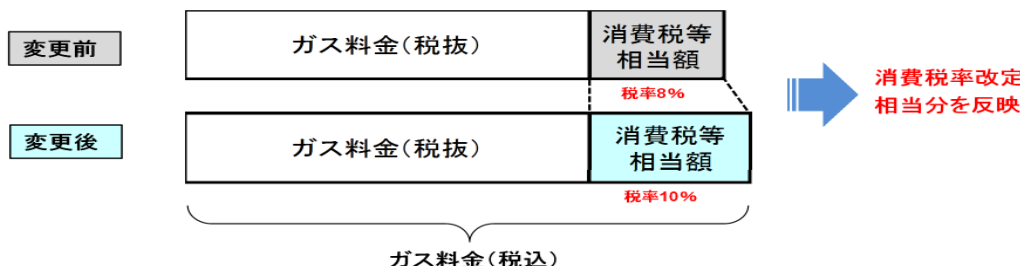 変更前
ガス料金（税抜）
消費税等
相当額
税率8%
消費税率改定
相当分を反映
変更後
ガス料金（税抜）
消費税等
相当額
税率10%
ガス料金（税込）